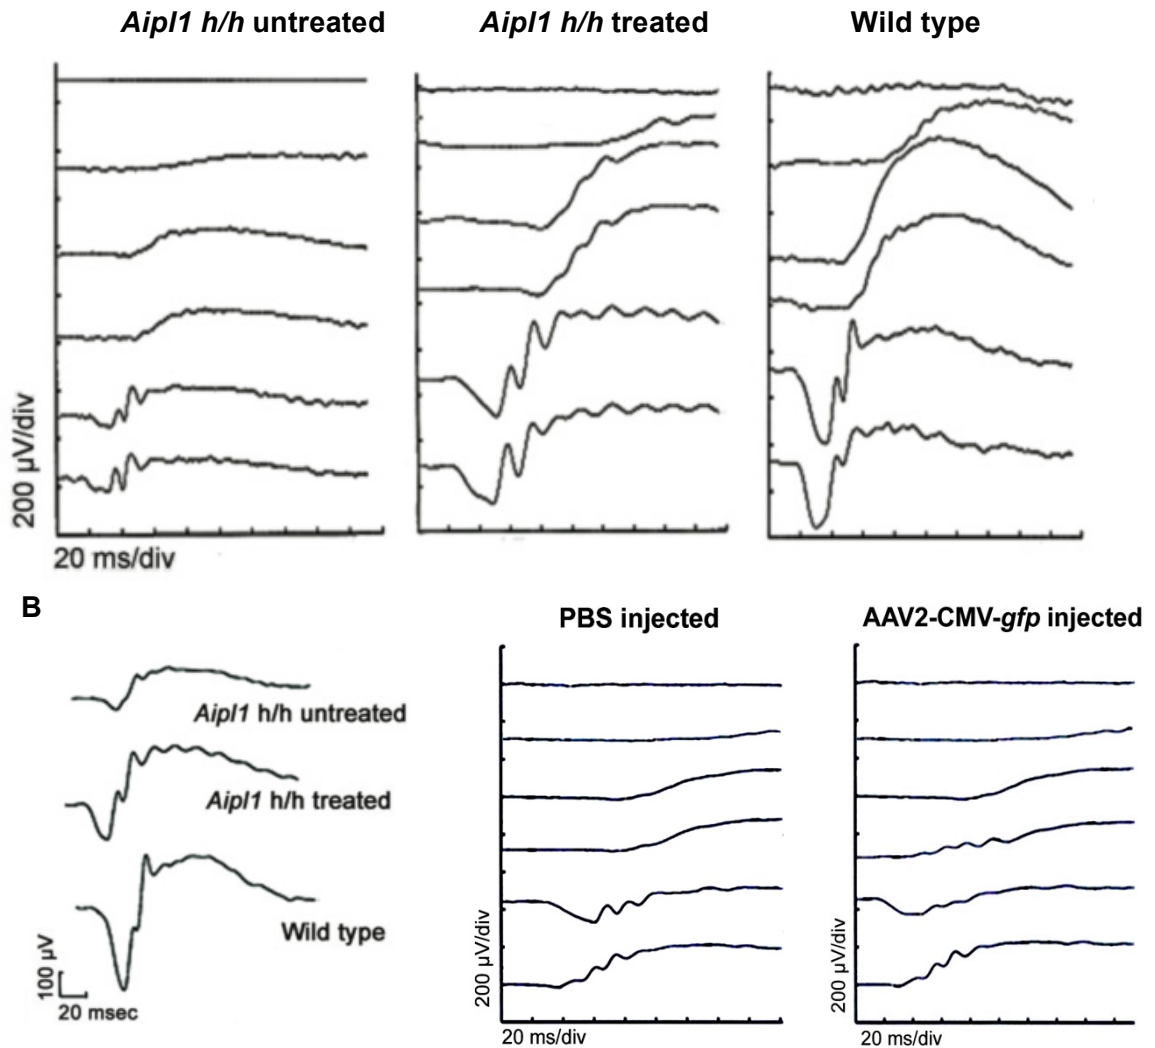 Aipl1 h/h untreated
Aipl1 h/h treated
Wild type
200 µV/div
20 ms/div
B
PBS injected
AAV2-CMV-gfp injected
Aipl1 h/h untreated
Aipl1 h/h treated
Wild type
100 µV
20 msec
200 µV/div
20 ms/div
200 µV/div
20 ms/div